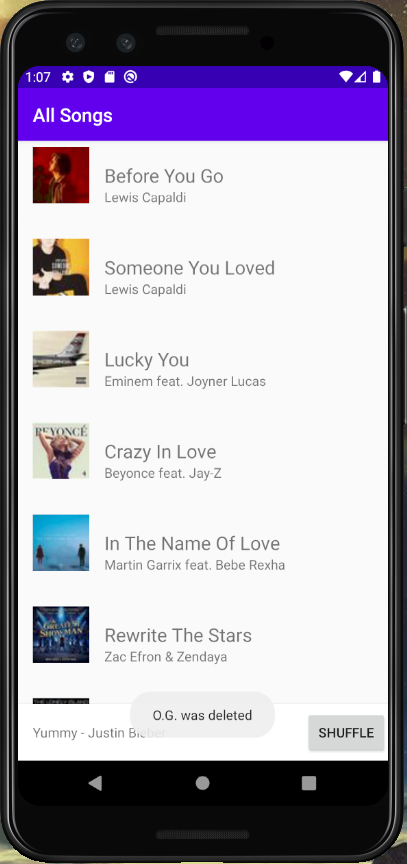 1:07
All Songs
Before You Go
Lewis Capaldi
Someone You Loved
Lewis Capaldi
Lucky You
Eminem feat. Joyner Lucas
BEYONCÉ
4
Crazy In Love
Beyonce feat. Jay-Z
In The Name Of Love
Martin Garrix feat. Bebe Rexha
GREATEST
SHOWMAN
Rewrite The Stars
Zac Efron & Zendaya
O.G. was deleted
Yummy - Justin Bieber
SHUFFLE